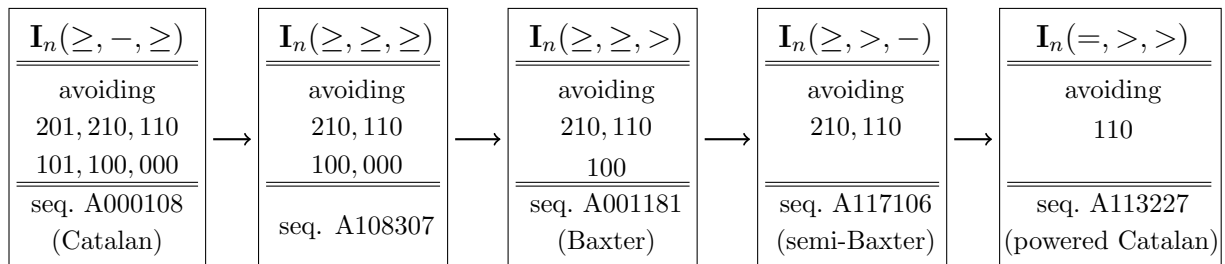 I_n(≥, −, ≥)
avoiding
201, 210, 110
101, 100, 000
seq. A000108
(Catalan)
I_n(≥, ≥, ≥)
avoiding
210, 110
100, 000
seq. A108307
I_n(≥, ≥, >)
avoiding
210, 110
100
seq. A001181
(Baxter)
I_n(≥, >, −)
avoiding
210, 110
seq. A117106
(semi-Baxter)
I_n(=, >, >)
avoiding
110
seq. A113227
(powered Catalan)